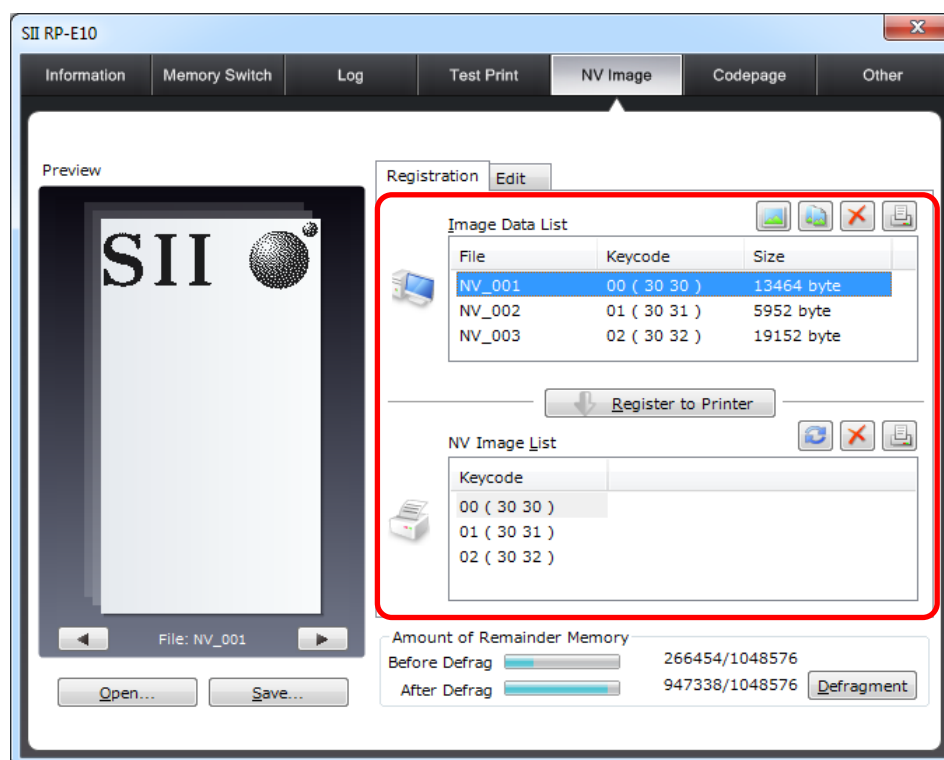 SII RP-E10
Information Memory Switch Log Test Print NV Image Codepage Other
Preview
SII
File: NV_001
Open... Save...
Registration Edit
Image Data List
File Keycode Size
NV_001 00 ( 30 30 ) 13464 byte
NV_002 01 ( 30 31 ) 5952 byte
NV_003 02 ( 30 32 ) 19152 byte
Register to Printer
NV Image List
Keycode
00 ( 30 30 )
01 ( 30 31 )
02 ( 30 32 )
Amount of Remainder Memory
Before Defrag 266454/1048576
After Defrag 947338/1048576 Defragment